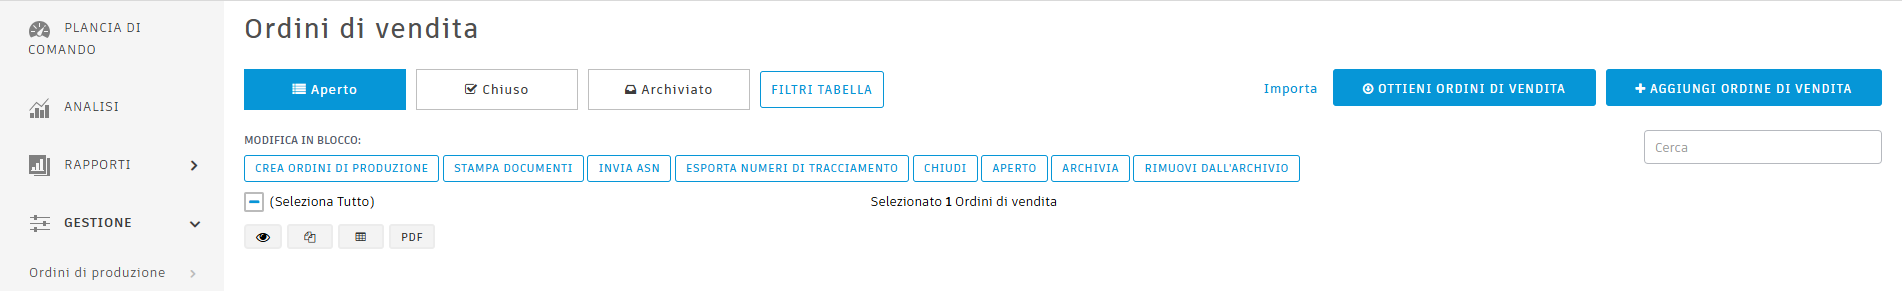 PLANCIA DI
COMANDO
ANALISI
RAPPORTI
GESTIONE
Ordini di produzione
Ordini di vendita
Aperto
Chiuso
Archiviato
FILTRI TABELLA
Importa
OTTIENI ORDINI DI VENDITA
AGGIUNGI ORDINE DI VENDITA
MODIFICA IN BLOCCO:
Cerca
CREA ORDINI DI PRODUZIONE
STAMPA DOCUMENTI
INVIA ASN
ESPORTA NUMERI DI TRACCIAMENTO
CHIUDI
APERTO
ARCHIVIA
RIMUOVI DALL'ARCHIVIO
(Seleziona Tutto)
Selezionato 1 Ordini di vendita
PDF